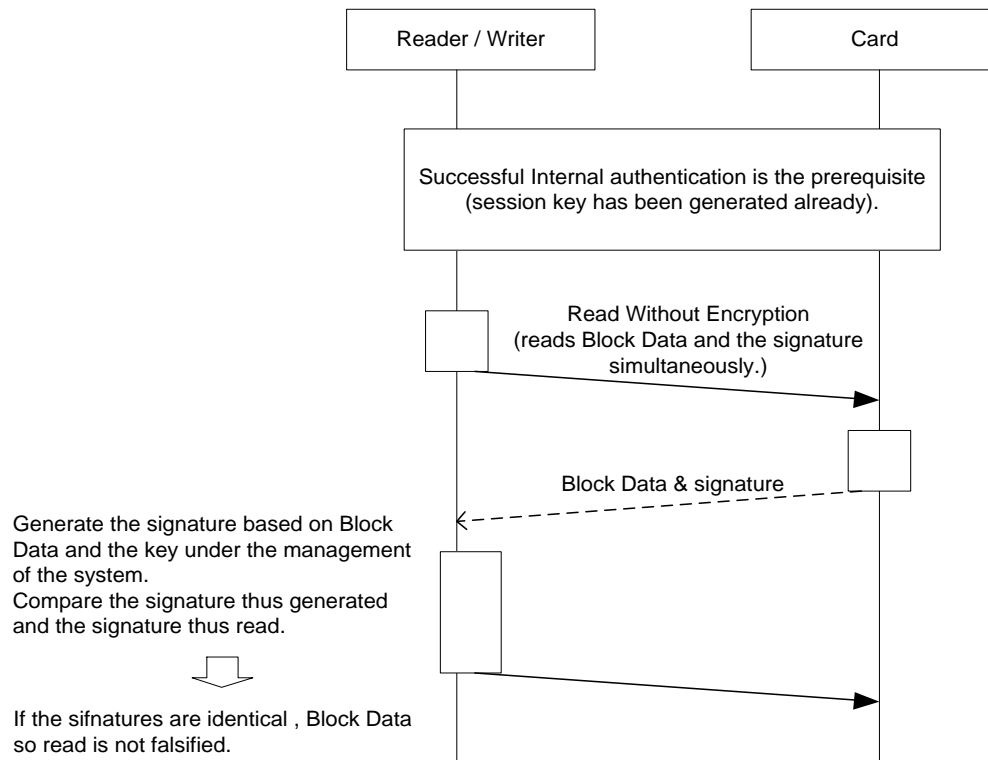 Reader / Writer
Card
Successful Internal authentication is the prerequisite
(session key has been generated already).
Read Without Encryption
(reads Block Data and the signature
simultaneously.)
Block Data & signature
Generate the signature based on Block
Data and the key under the management
of the system.
Compare the signature thus generated
and the signature thus read.
If the sifnatures are identical , Block Data
so read is not falsified.